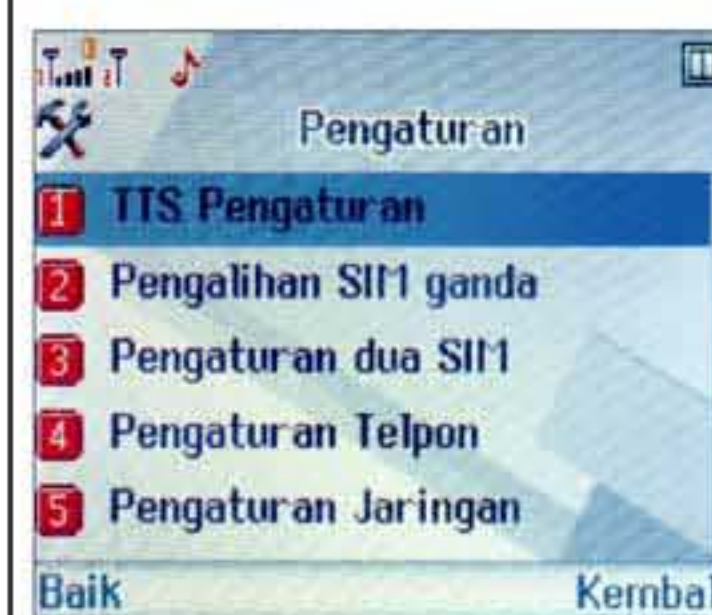 Pengaturan
1 TTS Pengaturan
2 Pengalihan SIM ganda
3 Pengaturan dua SIM
4 Pengaturan Telpon
5 Pengaturan Jaringan
Baik